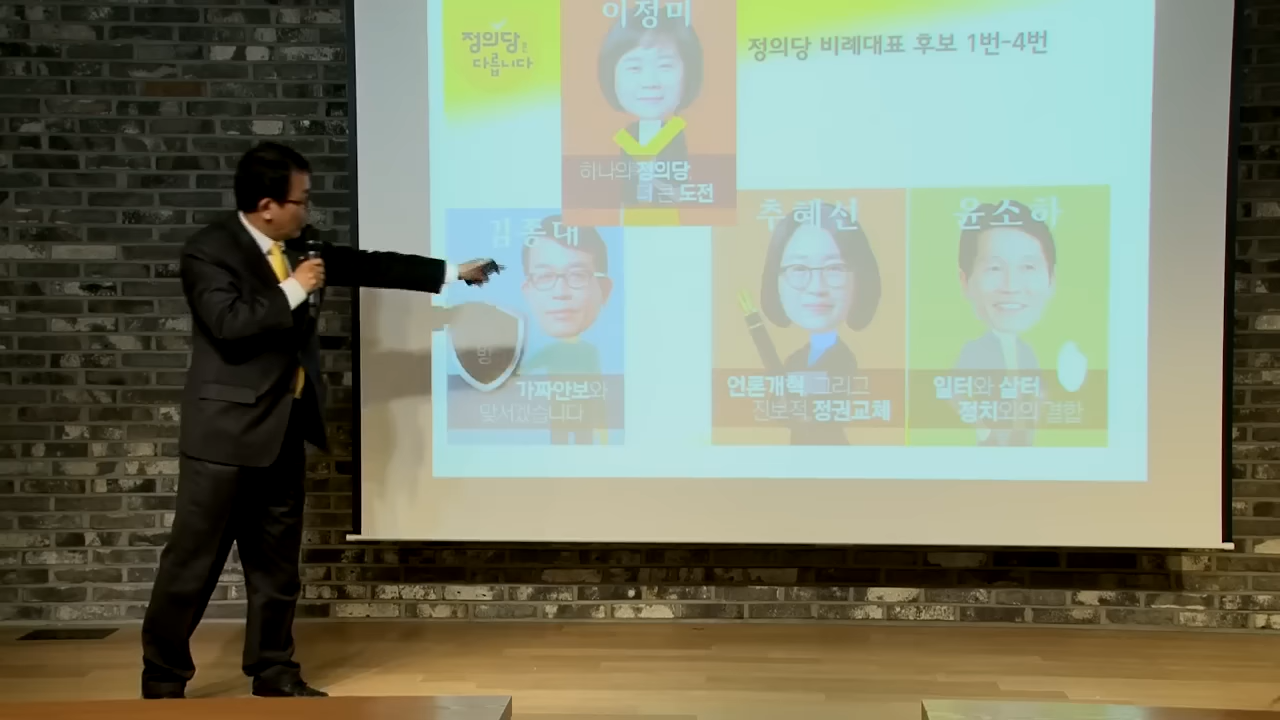 이정미
정의당은
다릅니다
정의당 비례대표 후보 1번-4번
하나의 정의당,
더 큰 도전
김종대
추혜선
윤소하
방
가짜안보와
맞서겠습니다
언론개혁 그리고
진보적 정권교체
일터와 삶터,
정치와의 결합